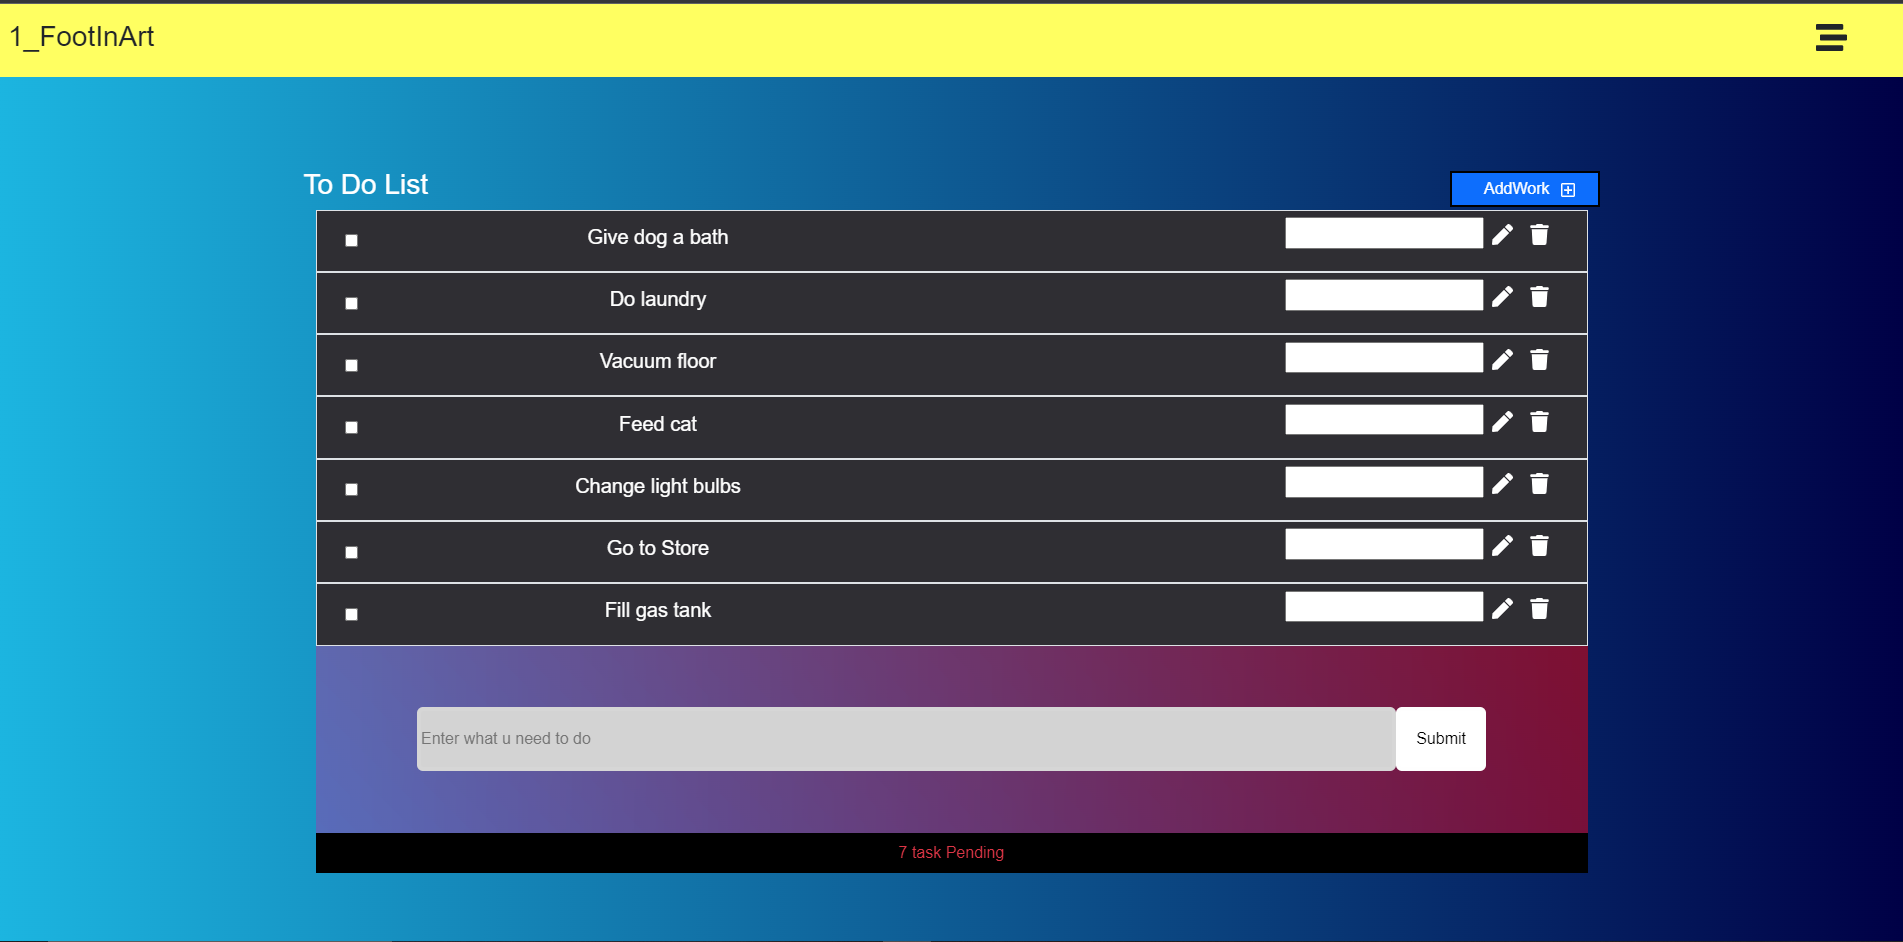 1_FootInArt
To Do List
AddWork
Give dog a bath
Do laundry
Vacuum floor
Feed cat
Change light bulbs
Go to Store
Fill gas tank
Enter what u need to do
Submit
7 task Pending